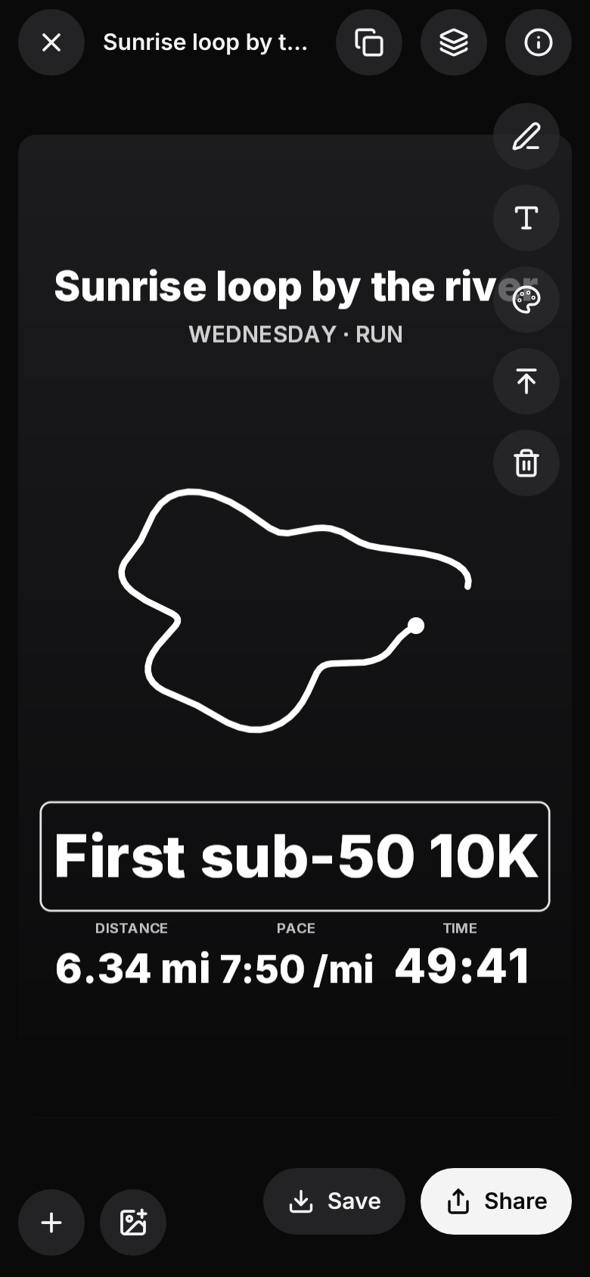 Sunrise loop by t...
Sunrise loop by the river
WEDNESDAY · RUN
First sub-50 10K
DISTANCE PACE TIME
6.34 mi 7:50 /mi 49:41
Save Share